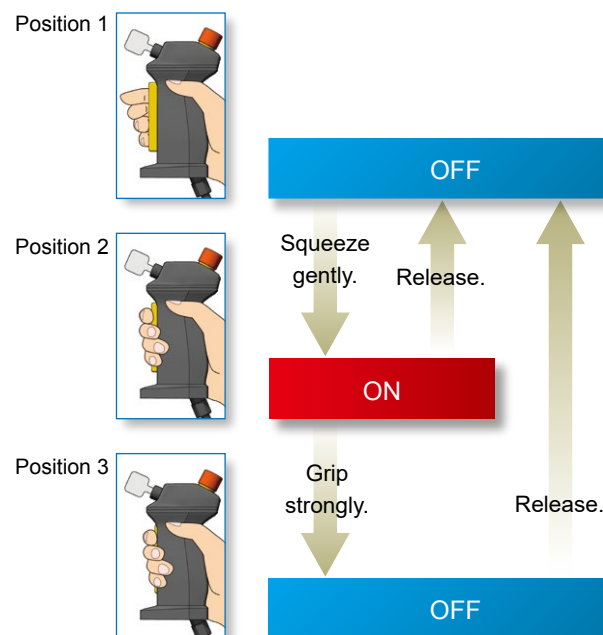 Position 1
OFF
Position 2
Squeeze
gently.
Release.
ON
Position 3
Grip
strongly.
Release.
OFF